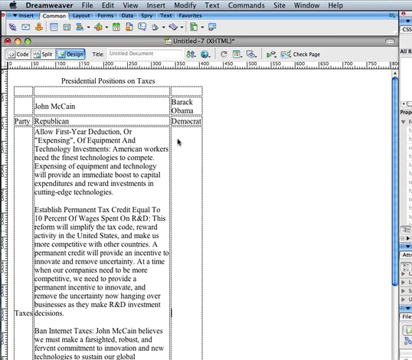 Dreamweaver File Edit View Insert Modify Text Commands Site Window
Insert Common Layout Forms Data Spry Text Favorites
Untitled-7 (XHTML)*
Code Split Design Title: Untitled Document Check Page
CSS
All R
Presidential Positions on Taxes
John McCain
Barack
Obama
Party Republican Democrat
Allow First-Year Deduction, Or
"Expensing", Of Equipment And
Technology Investments: American workers
need the finest technologies to compete.
Expensing of equipment and technology
will provide an immediate boost to capital
expenditures and reward investments in
cutting-edge technologies.
Establish Permanent Tax Credit Equal To
10 Percent Of Wages Spent On R&D: This
reform will simplify the tax code, reward
activity in the United States, and make us
more competitive with other countries. A
permanent credit will provide an incentive to
innovate and remove uncertainty. At a time
when our companies need to be more
competitive, we need to provide a
permanent incentive to innovate, and
remove the uncertainty now hanging over
businesses as they make R&D investment
Taxes decisions.
Ban Internet Taxes: John McCain believes
we must make a farsighted, robust, and
fervent commitment to innovation and new
technologies to sustain our global
Prope
Attri
Files